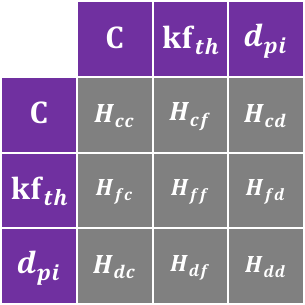 C kf_th d_pi
C H_cc H_cf H_cd
kf_th H_fc H_ff H_fd
d_pi H_dc H_df H_dd